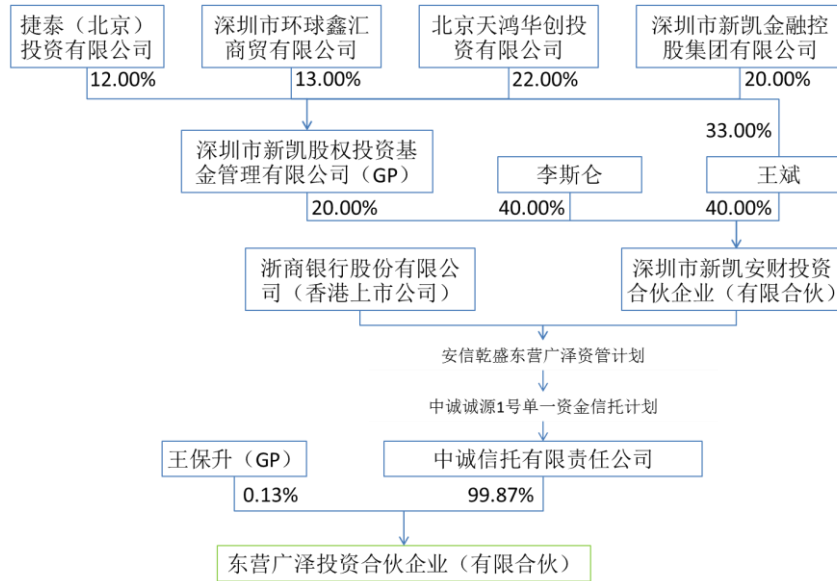 捷泰（北京）
投资有限公司
深圳市环球鑫汇
商贸有限公司
北京天鸿华创投
资有限公司
深圳市新凯金融控
股集团有限公司
12.00%
13.00%
22.00%
20.00%
33.00%
深圳市新凯股权投资基
金管理有限公司（GP）
李斯仑
王斌
20.00%
40.00%
40.00%
浙商银行股份有限公
司（香港上市公司）
深圳市新凯安财投资
合伙企业（有限合伙）
安信乾盛东营广泽资管计划
中诚诚源1号单一资金信托计划
王保升（GP）
中诚信托有限责任公司
0.13%
99.87%
东营广泽投资合伙企业（有限合伙）